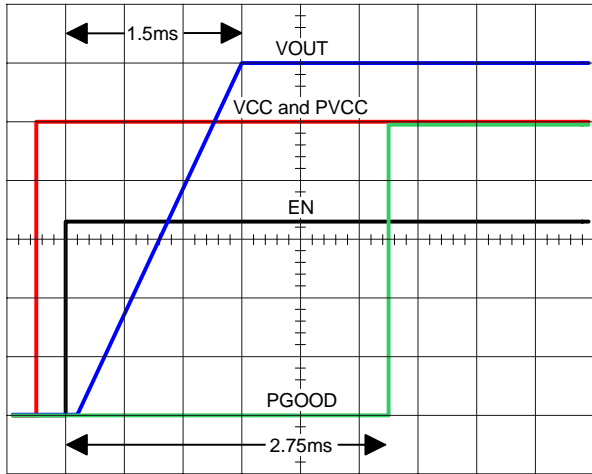 1.5ms
VOUT
VCC and PVCC
EN
PGOOD
2.75ms